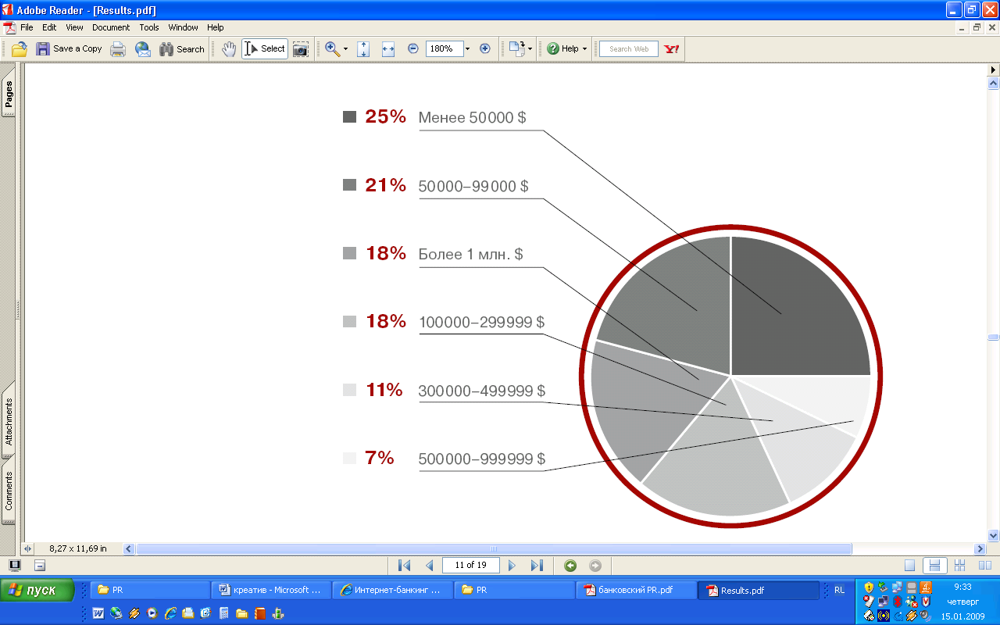 Adobe Reader - [Results.pdf]
File Edit View Document Tools Window Help
Save a Copy Search Select 180% Help Search Web Y!
Pages
25% Менее 50000 $
21% 50000–99000 $
18% Более 1 млн. $
18% 100000–299999 $
11% 300000–499999 $
7% 500000–999999 $
Attachments
Comments
8,27 x 11,69 in
11 of 19
пуск PR креатив - Microsoft ... Интернет-банкинг ... PR банковский PR.pdf Results.pdf RL 9:33
четверг
15.01.2009